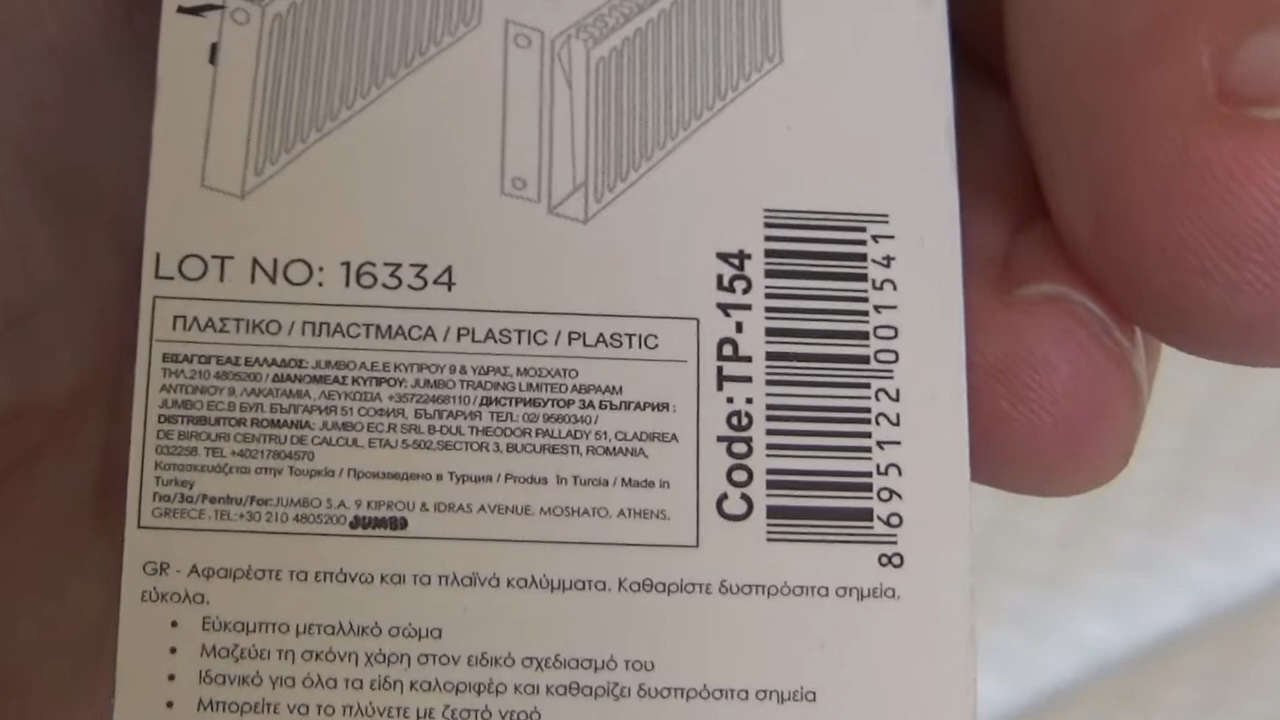 LOT NO: 16334
ΠΛΑΣΤΙΚΟ / ПЛАСТМАСА / PLASTIC / PLASTIC
ΕΙΣΑΓΩΓΕΑΣ ΕΛΛΑΔΟΣ: JUMBO A.E.E ΚΥΠΡΟΥ 9 & ΥΔΡΑΣ, ΜΟΣΧΑΤΟ
ΤΗΛ.210 4805200 / ΔΙΑΝΟΜΕΑΣ ΚΥΠΡΟΥ: JUMBO TRADING LIMITED ΑΒΡΑΑΜ
ΑΝΤΩΝΙΟΥ 9, ΛΑΚΑΤΑΜΙΑ, ΛΕΥΚΩΣΙΑ +35722468110 / ДИСТРИБУТОР ЗА БЪЛГАРИЯ :
JUMBO EC.B БУЛ. БЪЛГАРИЯ 51 СОФИЯ, БЪЛГАРИЯ ТЕЛ.: 02/ 9580340 /
DISTRIBUITOR ROMANIA: JUMBO EC.R SRL B-DUL THEODOR PALLADY 51, CLADIREA
DE BIROURI CENTRU DE CALCUL, ETAJ 5-502,SECTOR 3, BUCURESTI, ROMANIA,
032258. TEL +40217804570
Κατασκευάζεται στην Τουρκία / Произведено в Турция / Produs în Turcia / Made in
Turkey
Για/За/Pentru/For:JUMBO S.A. 9 KIPROU & IDRAS AVENUE. MOSHATO. ATHENS.
GREECE . TEL:+30 210 4805200 JUMBO
Code:TP-154
8 695122 001541
GR - Αφαιρέστε τα επάνω και τα πλαϊνά καλύμματα. Καθαρίστε δυσπρόσιτα σημεία,
εύκολα.
• Εύκαμπτο μεταλλικό σώμα
• Μαζεύει τη σκόνη χάρη στον ειδικό σχεδιασμό του
• Ιδανικό για όλα τα είδη καλοριφέρ και καθαρίζει δυσπρόσιτα σημεία
• Μπορείτε να το πλύνετε με ζεστό νερό